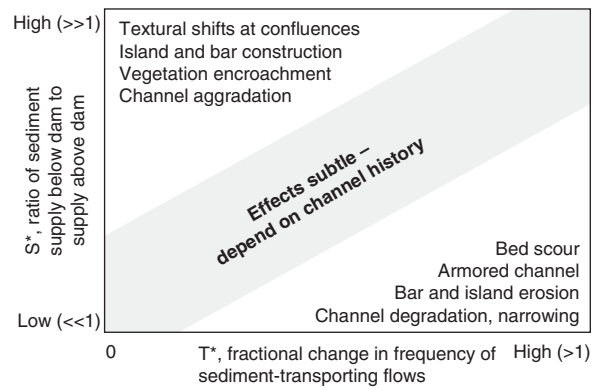 High (>>1)
Textural shifts at confluences
Island and bar construction
Vegetation encroachment
Channel aggradation
S*, ratio of sediment
supply below dam to
supply above dam
Effects subtle –
depend on channel history
Bed scour
Armored channel
Bar and island erosion
Channel degradation, narrowing
Low (<<1)
0
T*, fractional change in frequency of
sediment-transporting flows
High (>1)